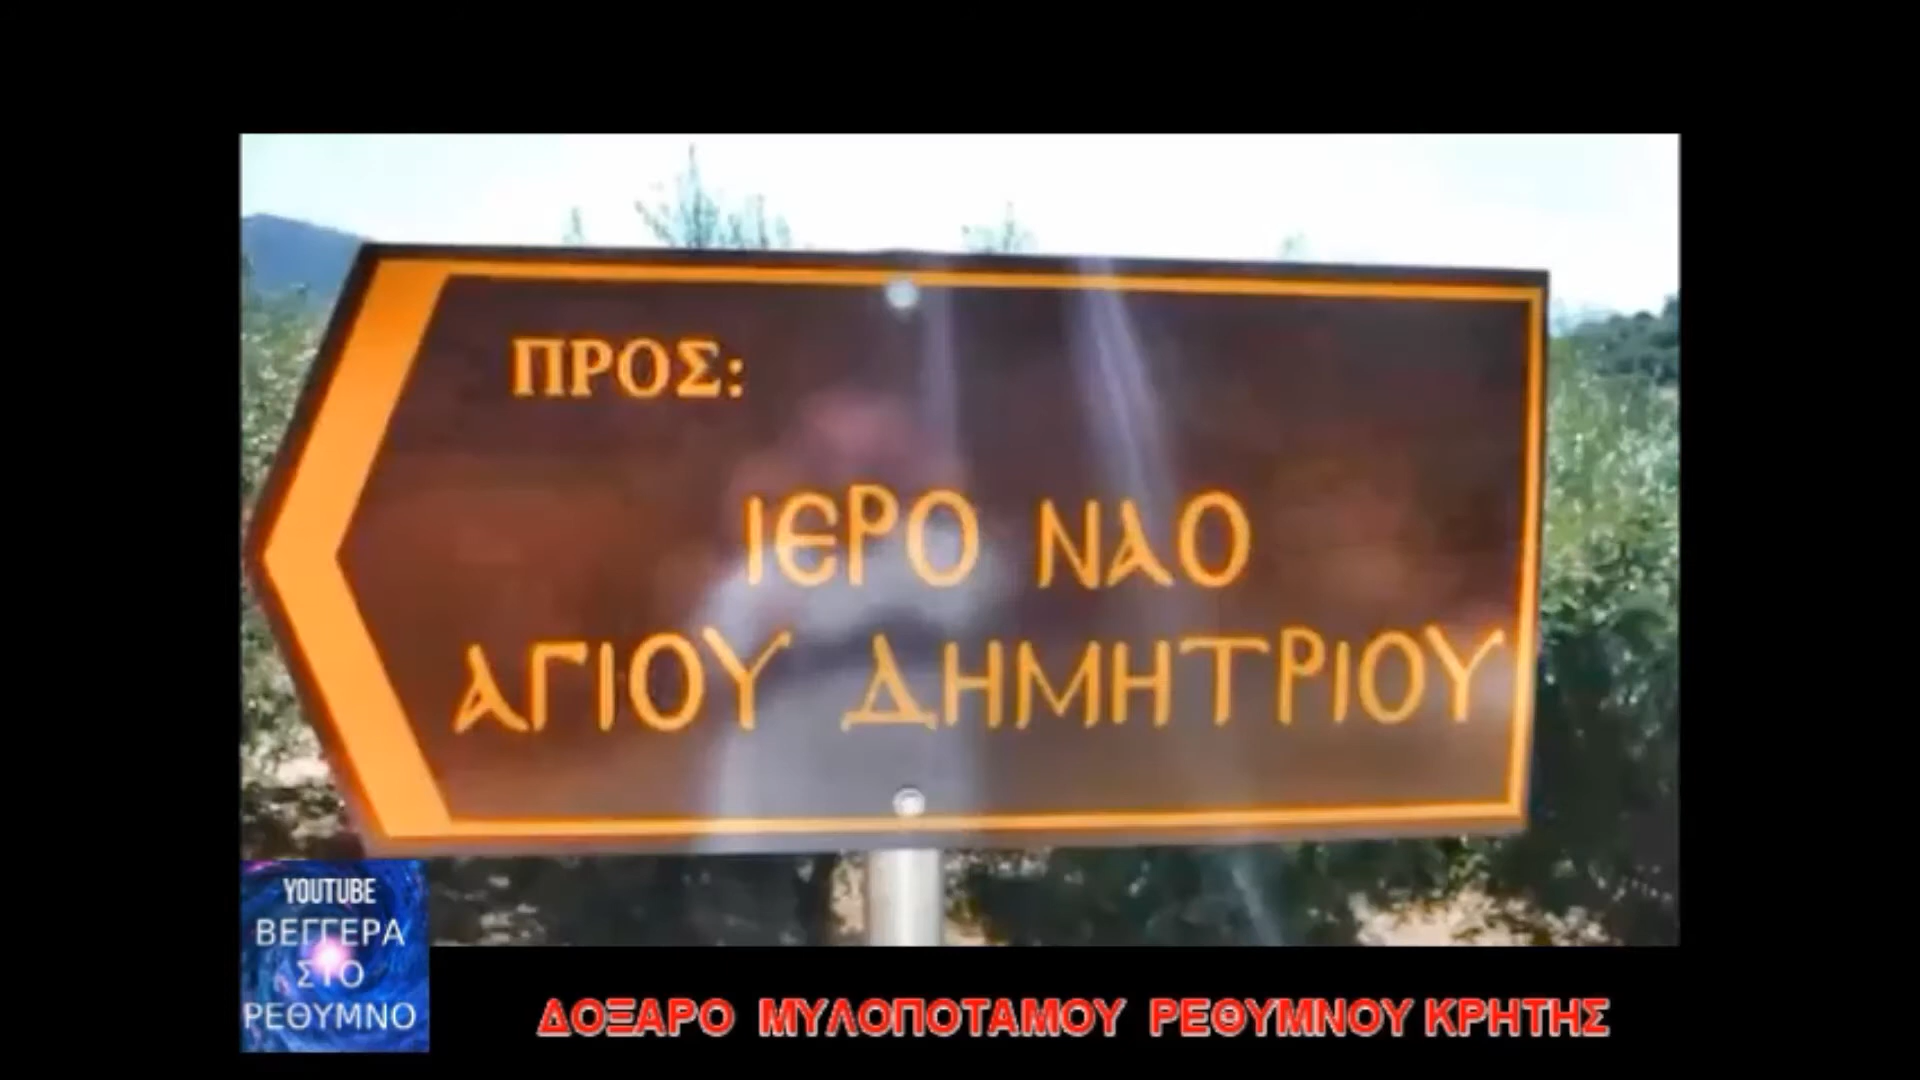 ΠΡΟΣ:
ΙΕΡΟ ΝΑΟ
ΑΓΙΟΥ ΔΗΜΗΤΡΙΟΥ
YOUTUBE
ΒΕΓΓΕΡΑ
ΣΤΟ
ΡΕΘΥΜΝΟ
ΔΟΞΑΡΟ ΜΥΛΟΠΟΤΑΜΟΥ ΡΕΘΥΜΝΟΥ ΚΡΗΤΗΣ